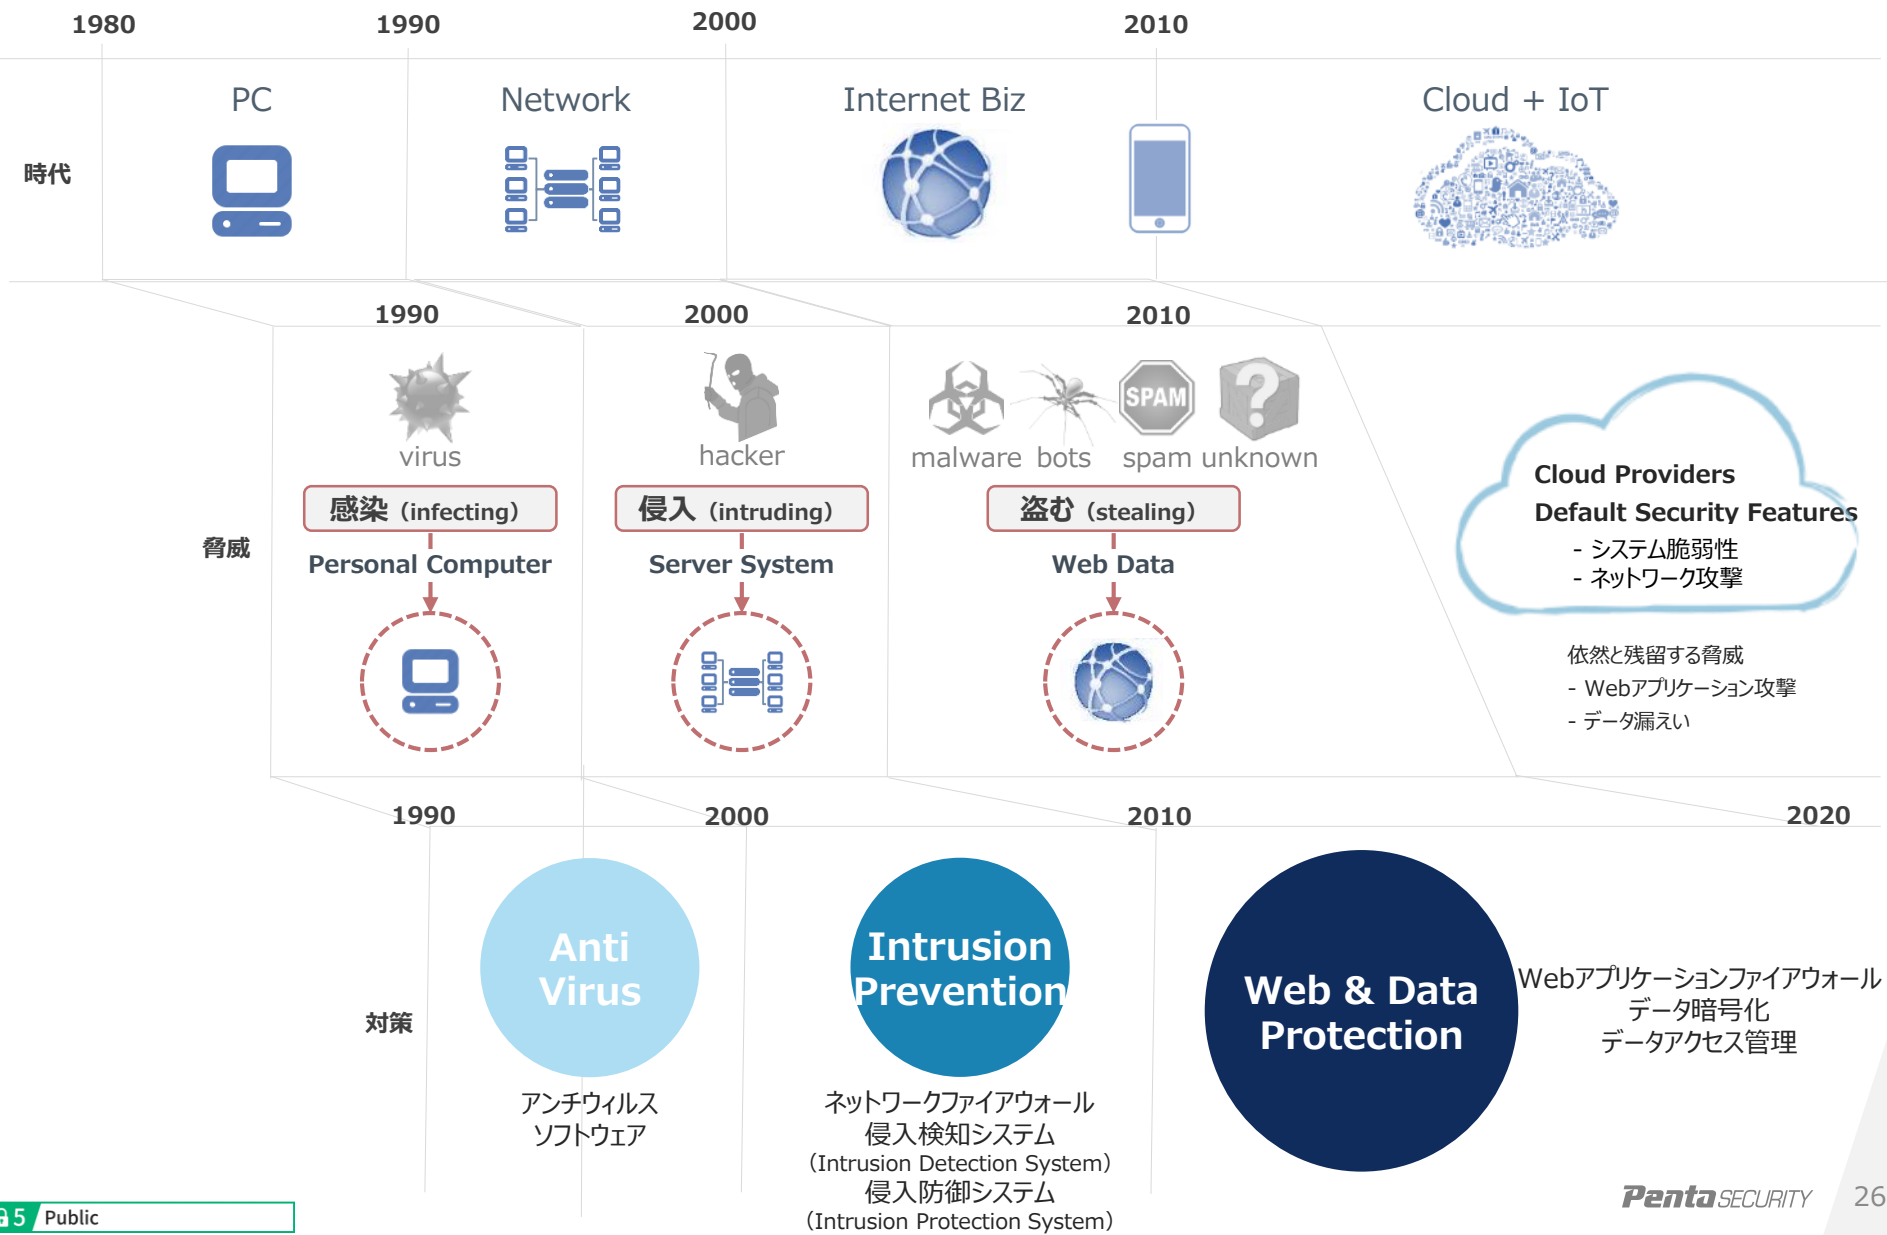 1980
1990
2000
2010
PC
Network
Internet Biz
Cloud + IoT
時代
1990
2000
2010
virus
hacker
SPAM
malware
bots
spam
unknown
感染（infecting）
侵入（intruding）
盗む（stealing）
脅威
Personal Computer
Server System
Web Data
Cloud Providers
Default Security Features
- システム脆弱性
- ネットワーク攻撃
依然と残留する脅威
- Webアプリケーション攻撃
- データ漏えい
1990
2000
2010
2020
対策
Anti
Virus
アンチウィルス
ソフトウェア
Intrusion
Prevention
ネットワークファイアウォール
侵入検知システム
（Intrusion Detection System）
侵入防御システム
（Intrusion Protection System）
Web & Data
Protection
Webアプリケーションファイアウォール
データ暗号化
データアクセス管理
5 Public
Penta SECURITY
26